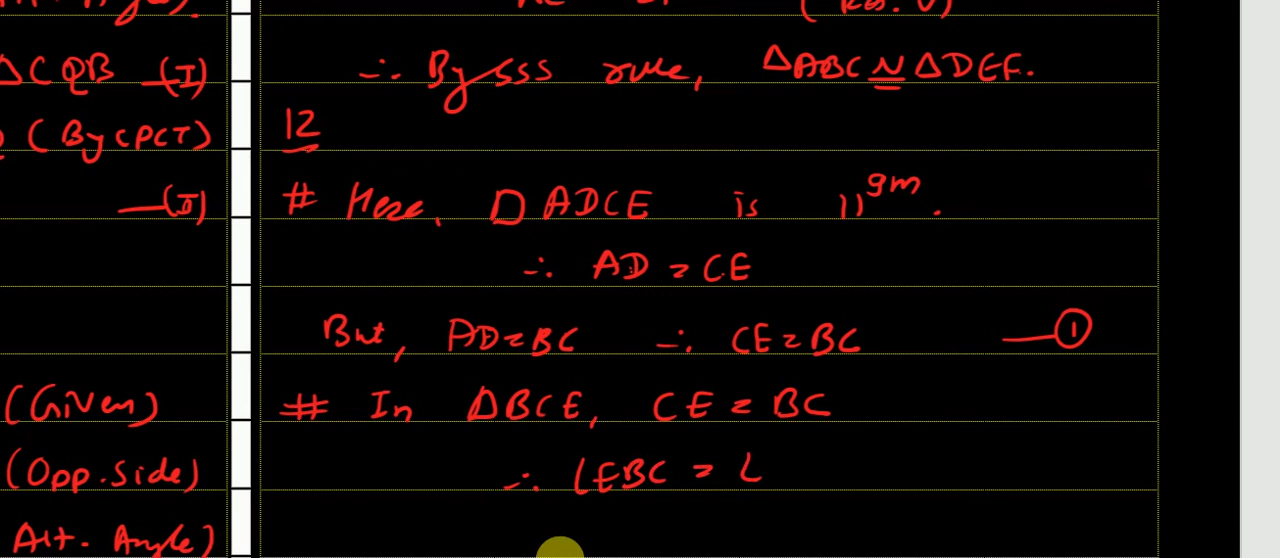 ΔCQB —(I)
(By CPCT)
—(II)
(Given)
(Opp. Side)
Alt. Angle)
∴ By SSS rule, ΔABC ≅ ΔDEF.
12
# Here, □ ADCE is ||gm.
∴ AD = CE
But, AD = BC ∴ CE = BC —①
# In ΔBCE, CE = BC
∴ ∠EBC = ∠